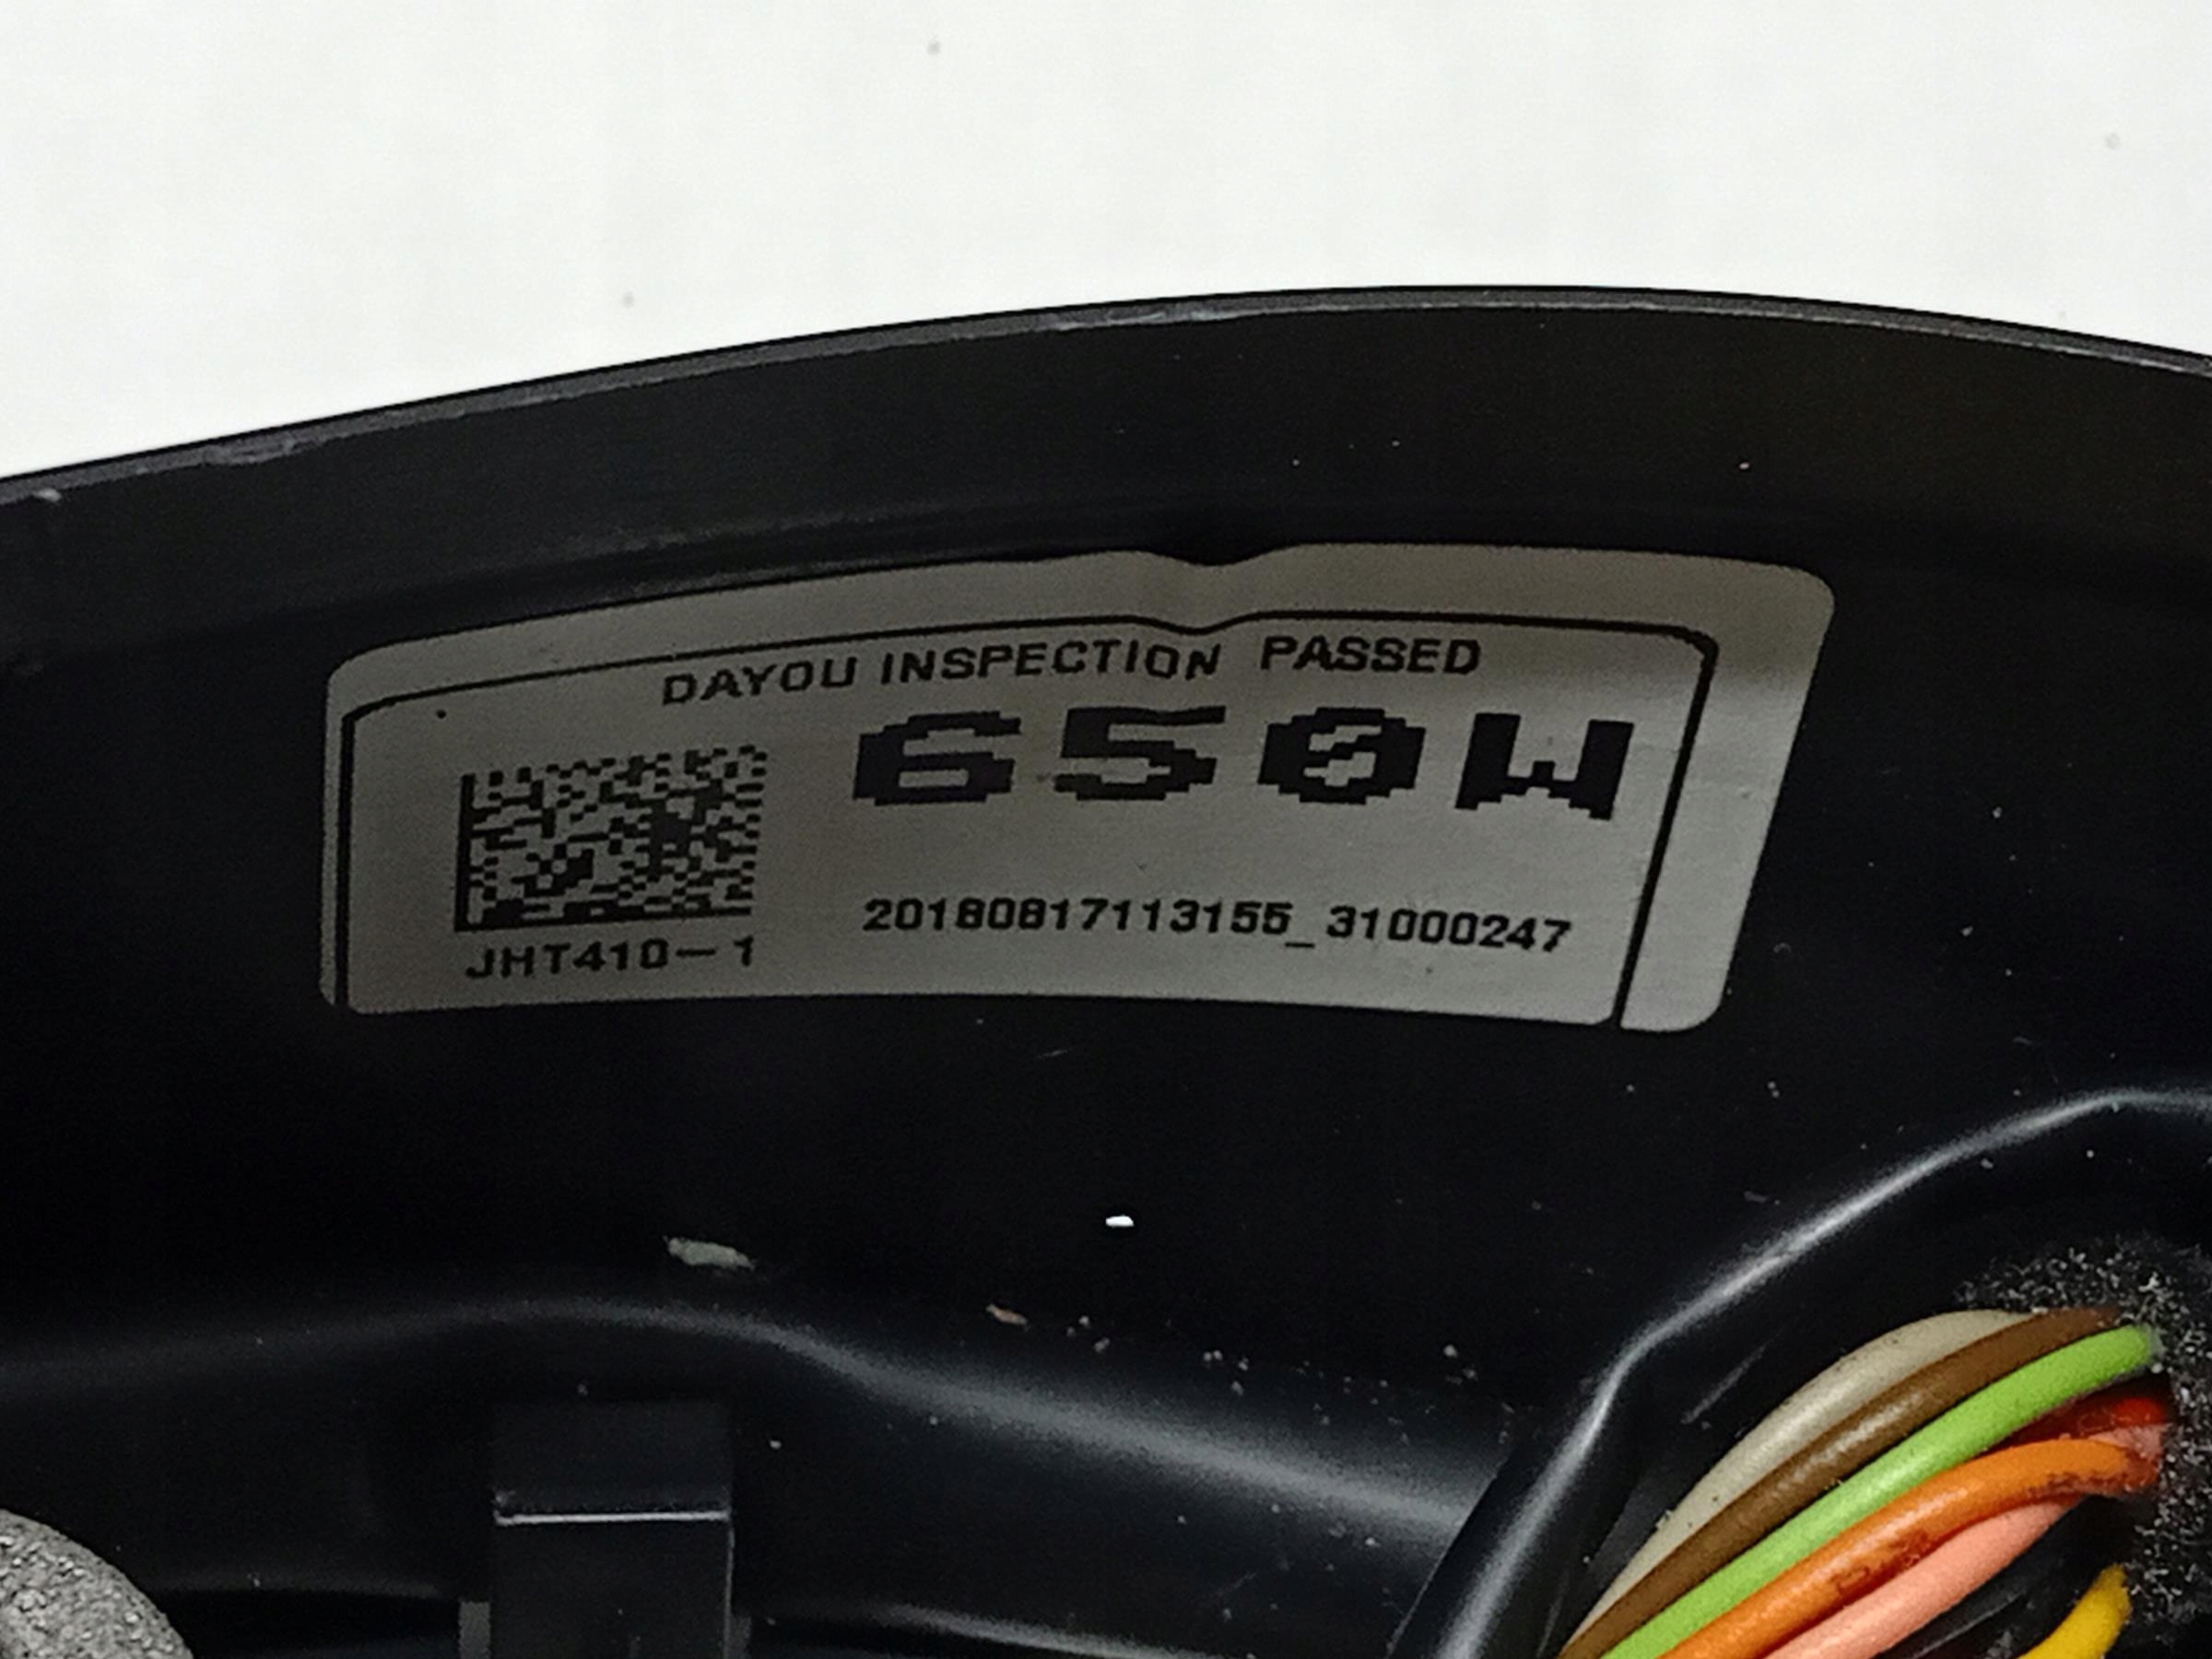 DAYOU INSPECTION PASSED
650W
20180817113155_31000247
JHT410-1